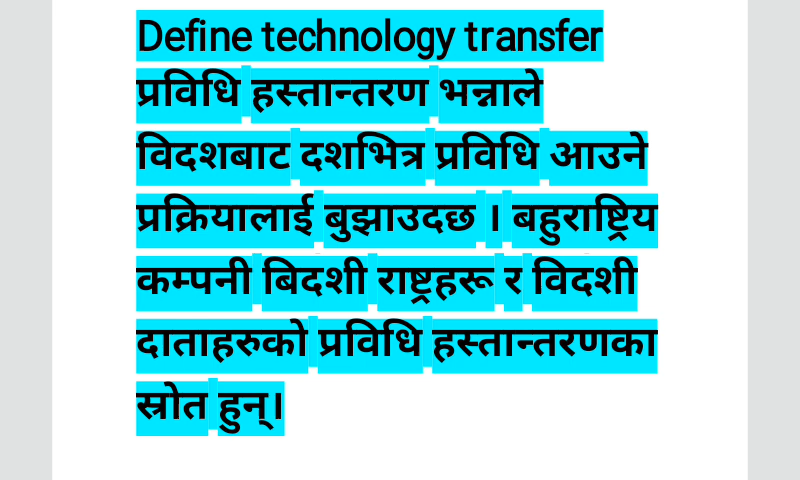 Define technology transfer
प्रविधि हस्तान्तरण भन्नाले
विदशबाट दशभित्र प्रविधि आउने
प्रक्रियालाई बुझाउदछ । बहुराष्ट्रिय
कम्पनी बिदशी राष्ट्रहरू र विदशी
दाताहरुको प्रविधि हस्तान्तरणका
स्रोत हुन्।